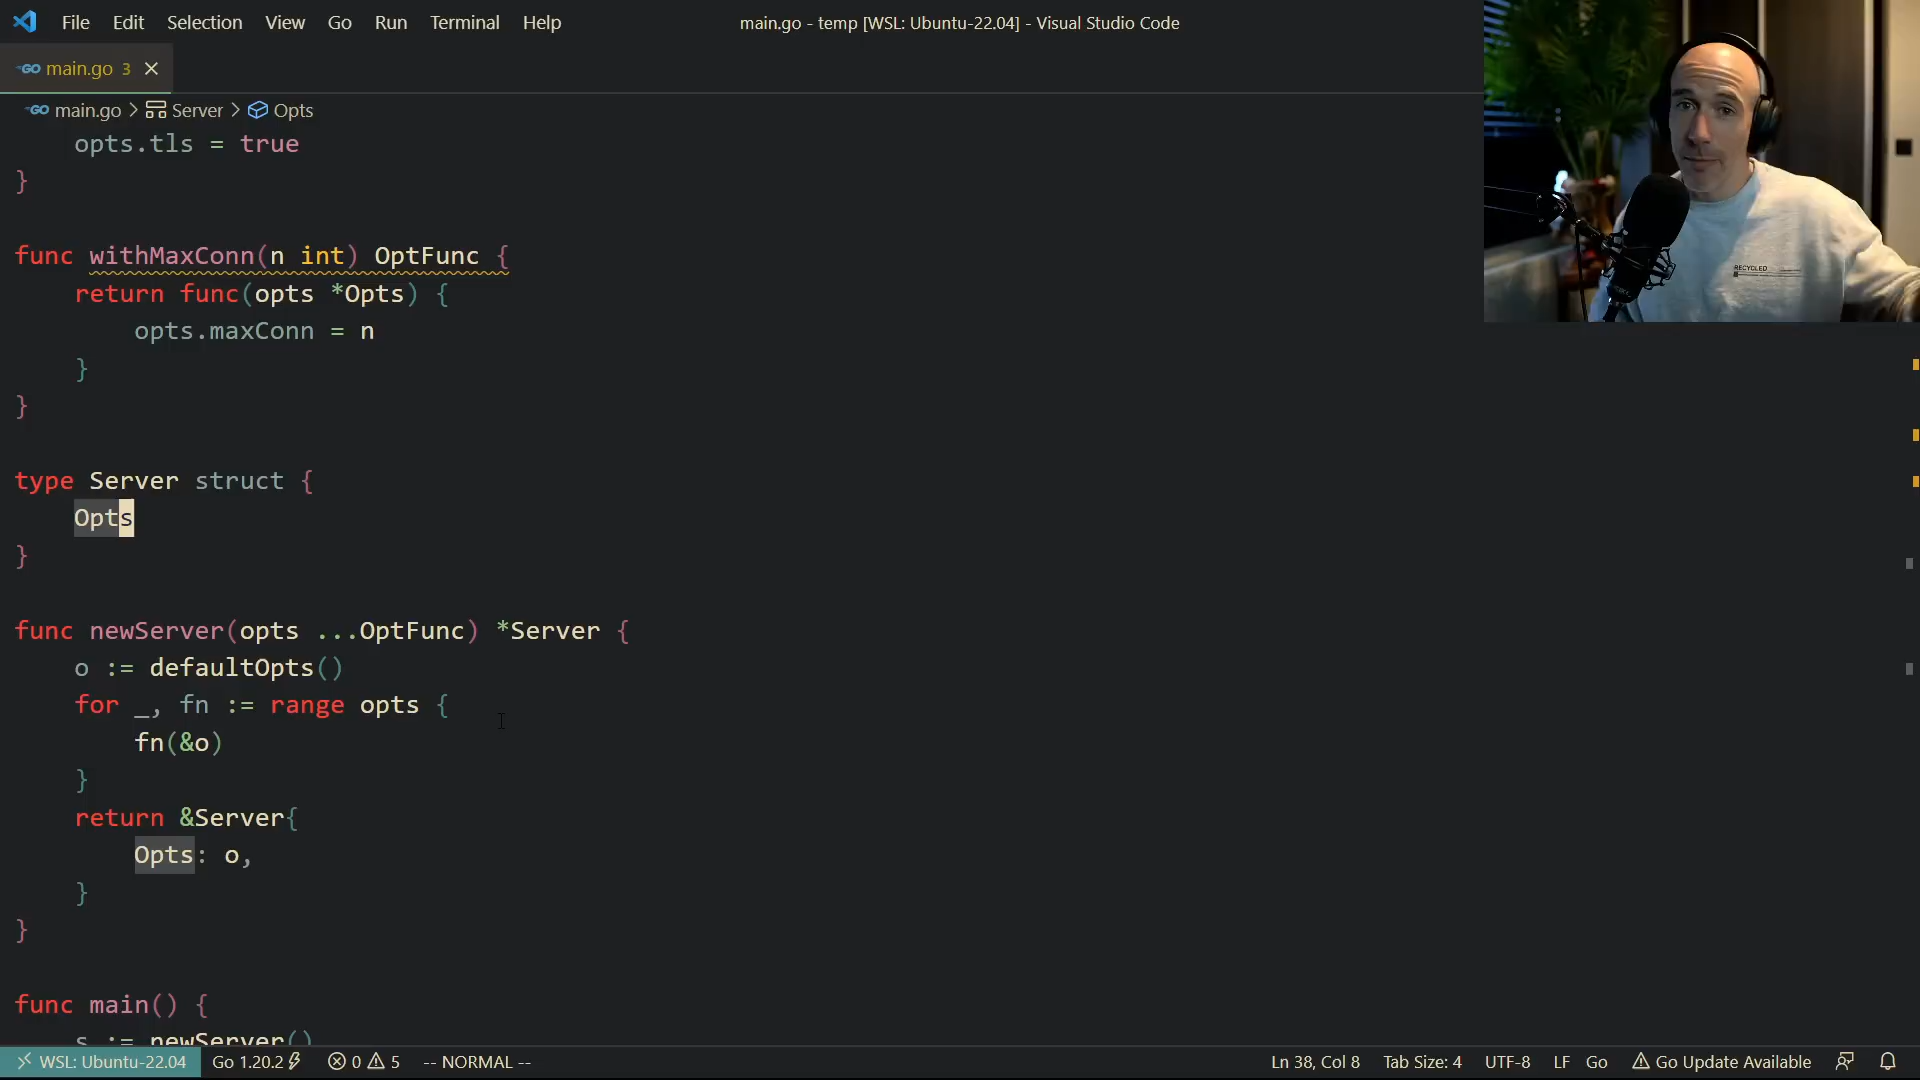 File Edit Selection View Go Run Terminal Help main.go - temp [WSL: Ubuntu-22.04] - Visual Studio Code
GO main.go 3
GO main.go > Server > Opts
opts.tls = true
}
func withMaxConn(n int) OptFunc {
return func(opts *Opts) {
opts.maxConn = n
}
}
type Server struct {
Opts
}
func newServer(opts ...OptFunc) *Server {
o := defaultOpts()
for _, fn := range opts {
fn(&o)
}
return &Server{
Opts: o,
}
}
func main() {
s := newServer()
WSL: Ubuntu-22.04 Go 1.20.2 0 5 -- NORMAL -- Ln 38, Col 8 Tab Size: 4 UTF-8 LF Go Go Update Available
RECYCLED